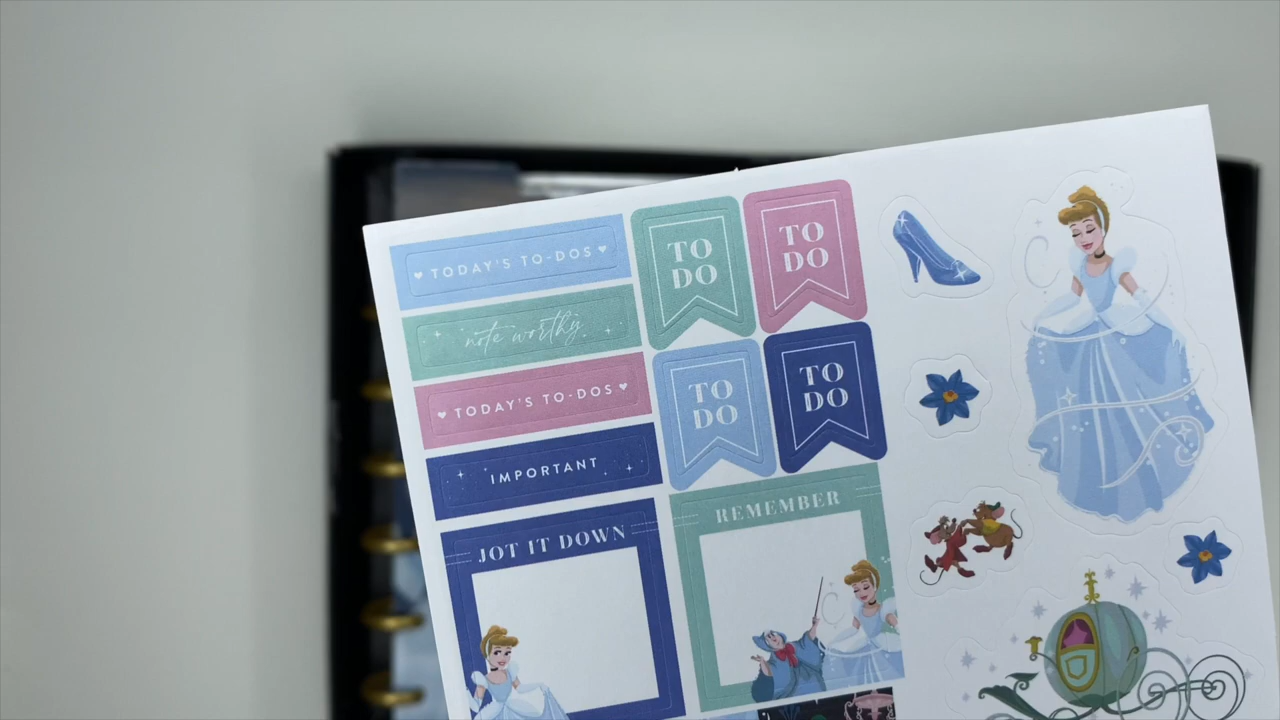 ♥ TODAY'S TO-DOS ♥
note worthy
♥ TODAY'S TO-DOS ♥
IMPORTANT
TO
DO
TO
DO
TO
DO
TO
DO
JOT IT DOWN
REMEMBER